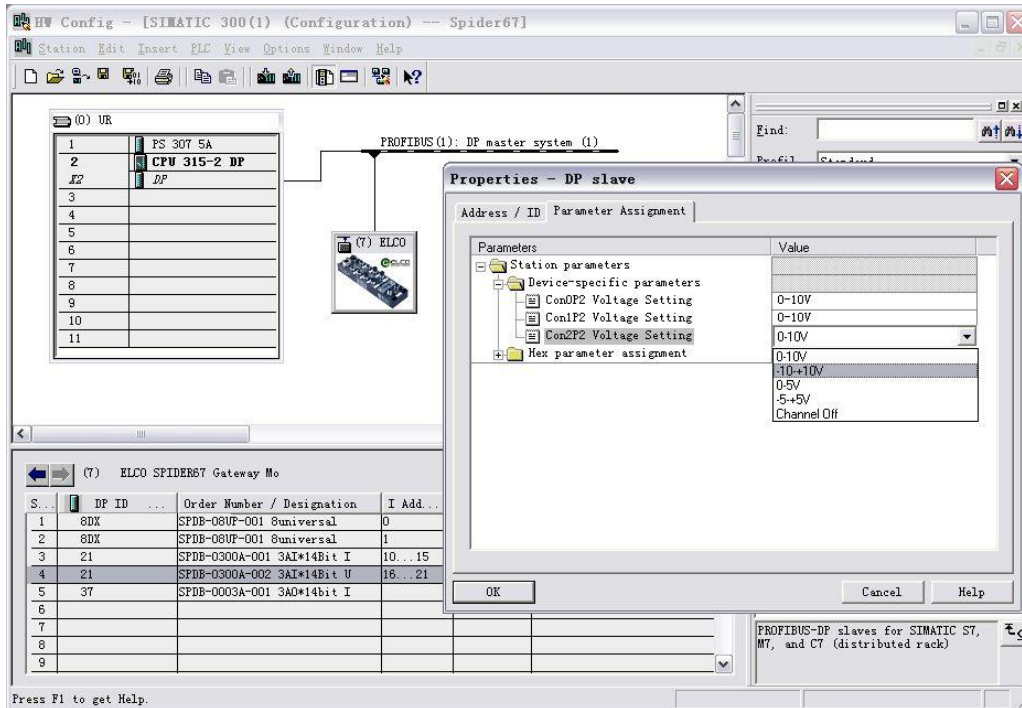 HW Config - [SIMATIC 300(1) (Configuration) -- Spider67]
Station Edit Insert PLC View Options Window Help
(0) UR
1 PS 307 5A
2 CPU 315-2 DP
X2 DP
3
4
5
6
7
8
9
10
11
PROFIBUS(1): DP master system (1)
(7) ELCO
ELCO
Find:
Standard
Properties - DP slave
Address / ID Parameter Assignment
Parameters Value
Station parameters
Device-specific parameters
Con0P2 Voltage Setting 0-10V
Con1P2 Voltage Setting 0-10V
Con2P2 Voltage Setting 0-10V
Hex parameter assignment
0-10V
-10-+10V
0-5V
-5-+5V
Channel Off
OK Cancel Help
(7) ELCO SPIDER67 Gateway Mo
S... DP ID ... Order Number / Designation I Add...
1 8DX SPDB-08UP-001 8universal 0
2 8DX SPDB-08UP-001 8universal 1
3 21 SPDB-0300A-001 3AI*14Bit I 10...15
4 21 SPDB-0300A-002 3AI*14Bit U 16...21
5 37 SPDB-0003A-001 3AO*14bit I
6
7
8
9
PROFIBUS-DP slaves for SIMATIC S7,
M7, and C7 (distributed rack)
Press F1 to get Help.